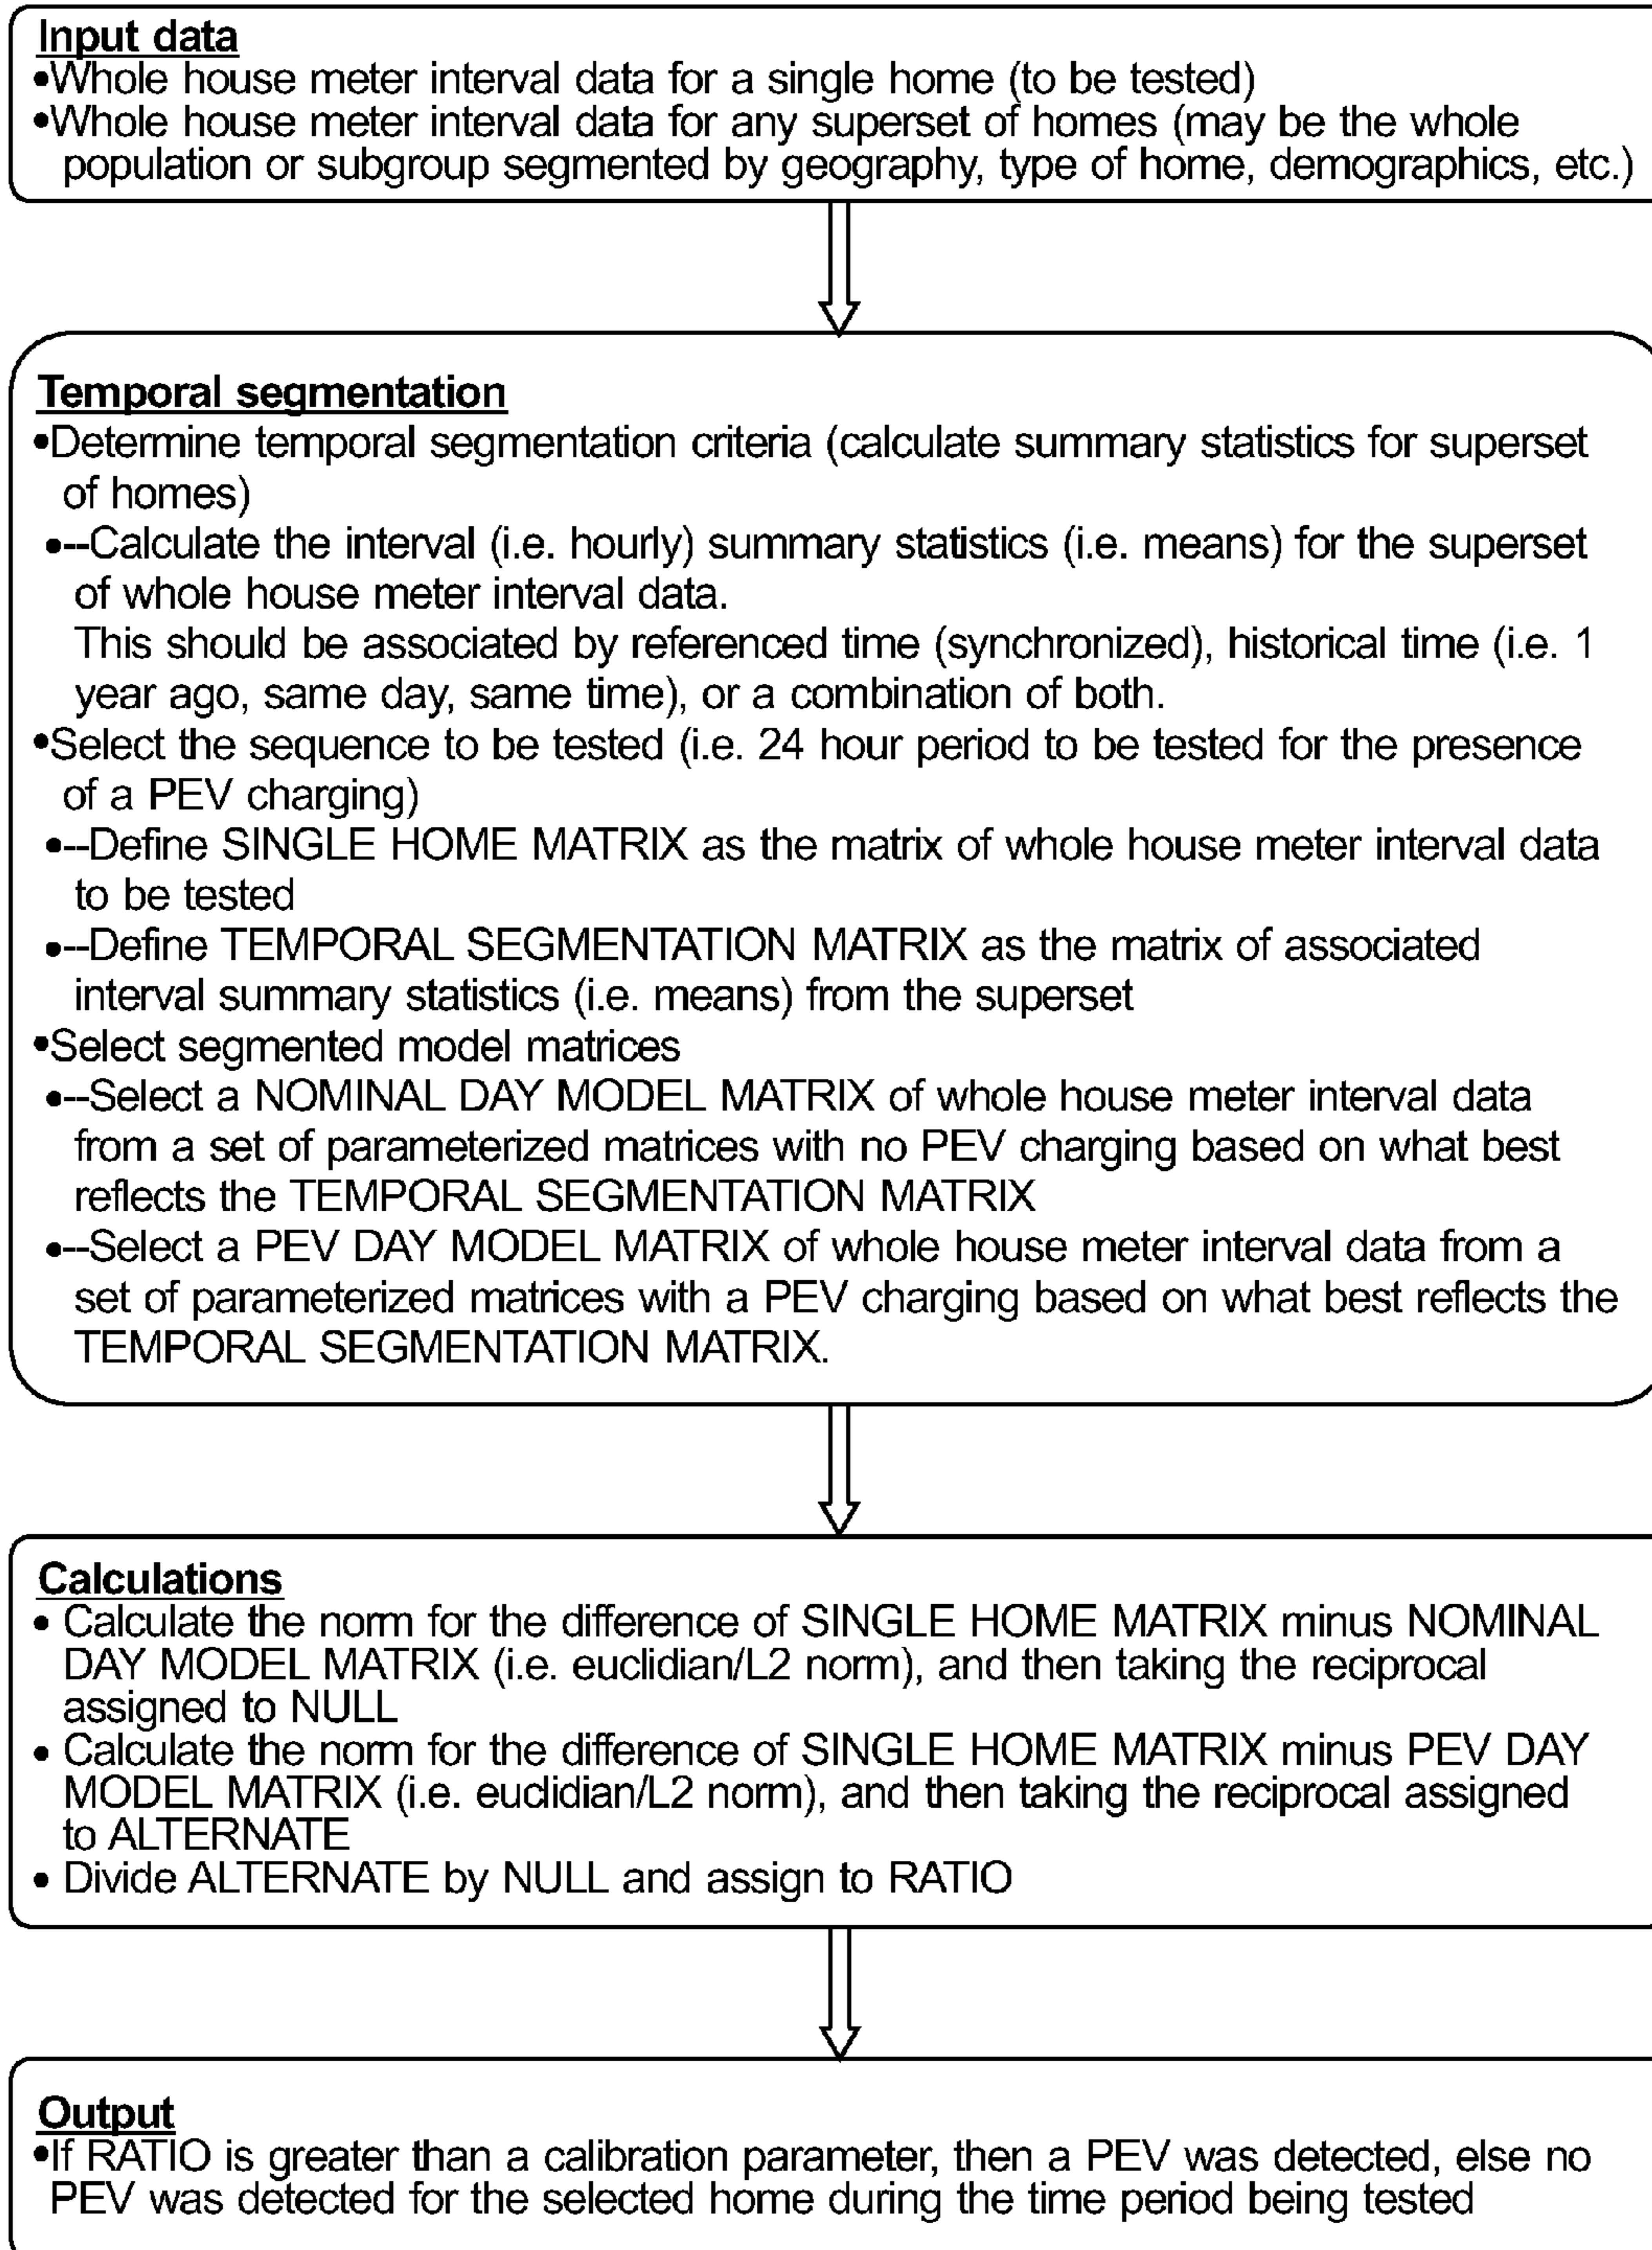 Input data
•Whole house meter interval data for a single home (to be tested)
•Whole house meter interval data for any superset of homes (may be the whole
population or subgroup segmented by geography, type of home, demographics, etc.)
Temporal segmentation
•Determine temporal segmentation criteria (calculate summary statistics for superset
of homes)
•--Calculate the interval (i.e. hourly) summary statistics (i.e. means) for the superset
of whole house meter interval data.
This should be associated by referenced time (synchronized), historical time (i.e. 1
year ago, same day, same time), or a combination of both.
•Select the sequence to be tested (i.e. 24 hour period to be tested for the presence
of a PEV charging)
•--Define SINGLE HOME MATRIX as the matrix of whole house meter interval data
to be tested
•--Define TEMPORAL SEGMENTATION MATRIX as the matrix of associated
interval summary statistics (i.e. means) from the superset
•Select segmented model matrices
•--Select a NOMINAL DAY MODEL MATRIX of whole house meter interval data
from a set of parameterized matrices with no PEV charging based on what best
reflects the TEMPORAL SEGMENTATION MATRIX
•--Select a PEV DAY MODEL MATRIX of whole house meter interval data from a
set of parameterized matrices with a PEV charging based on what best reflects the
TEMPORAL SEGMENTATION MATRIX.
Calculations
• Calculate the norm for the difference of SINGLE HOME MATRIX minus NOMINAL
DAY MODEL MATRIX (i.e. euclidian/L2 norm), and then taking the reciprocal
assigned to NULL
• Calculate the norm for the difference of SINGLE HOME MATRIX minus PEV DAY
MODEL MATRIX (i.e. euclidian/L2 norm), and then taking the reciprocal assigned
to ALTERNATE
• Divide ALTERNATE by NULL and assign to RATIO
Output
•If RATIO is greater than a calibration parameter, then a PEV was detected, else no
PEV was detected for the selected home during the time period being tested